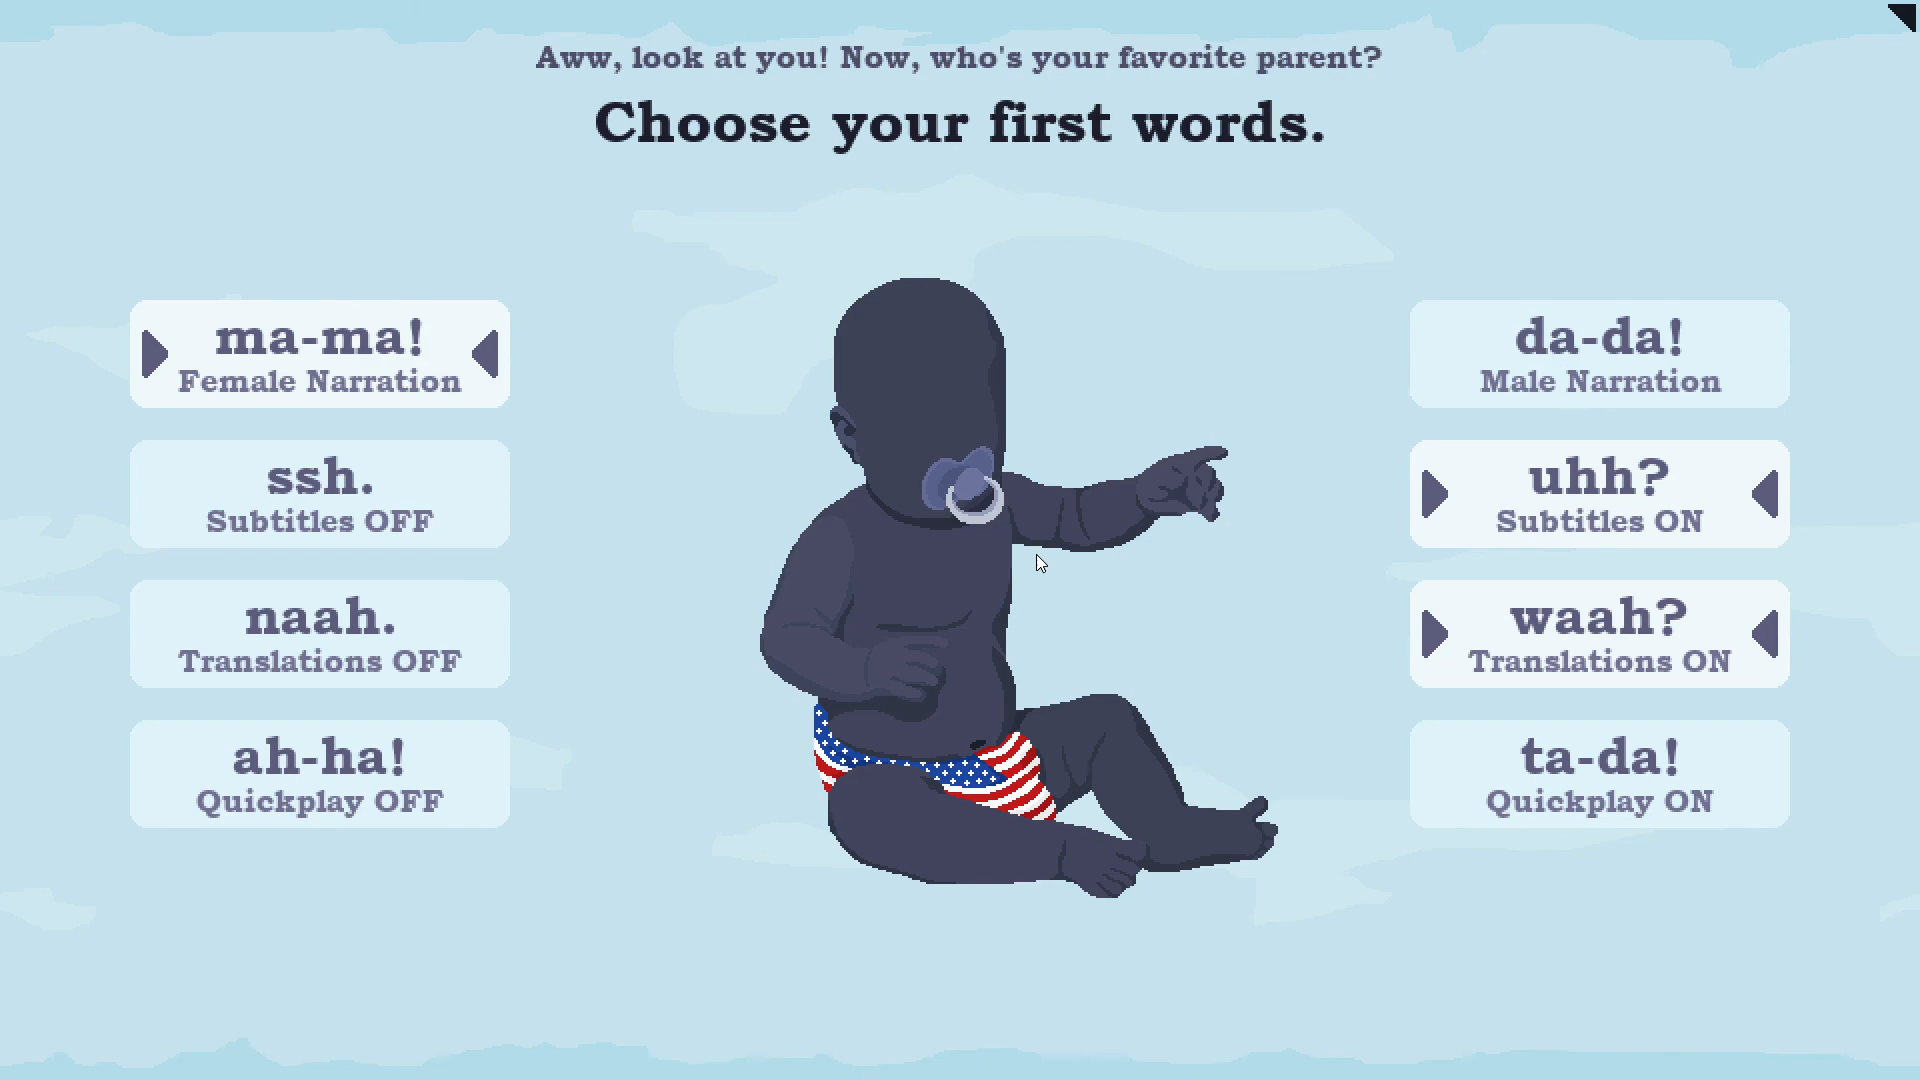 Aww, look at you! Now, who's your favorite parent?
Choose your first words.
ma-ma!
Female Narration
da-da!
Male Narration
ssh.
Subtitles OFF
uhh?
Subtitles ON
naah.
Translations OFF
waah?
Translations ON
ah-ha!
Quickplay OFF
ta-da!
Quickplay ON